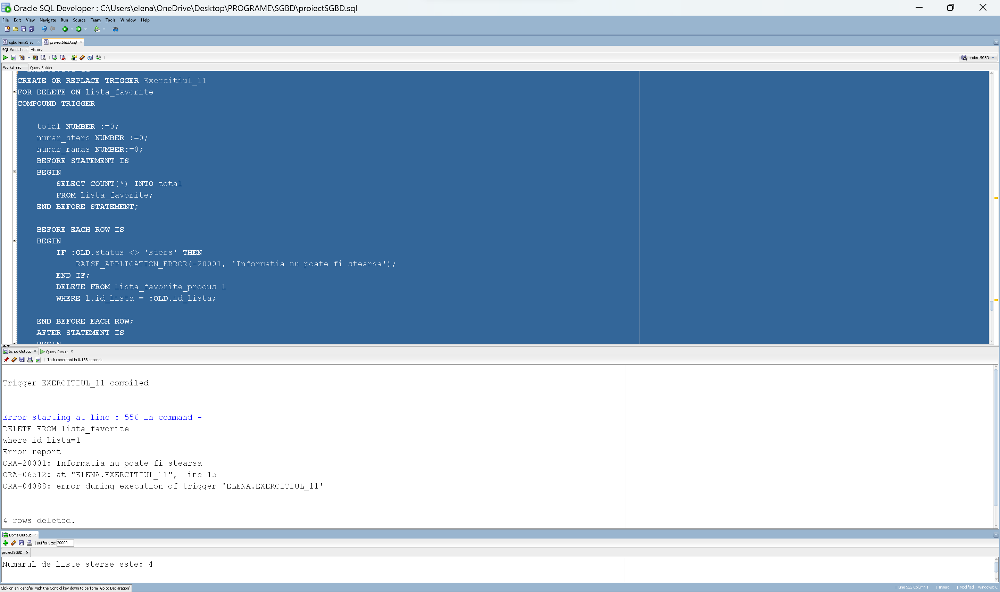 Oracle SQL Developer : C:\Users\elena\OneDrive\Desktop\PROGRAME\SGBD\proiectSGBD.sql
File Edit View Navigate Run Source Team Tools Window Help
sgbdTema3.sql proiectSGBD.sql
SQL Worksheet History
proiectSGBD
Worksheet Query Builder
CREATE OR REPLACE TRIGGER Exercitiul_11
FOR DELETE ON lista_favorite
COMPOUND TRIGGER
total NUMBER :=0;
numar_sters NUMBER :=0;
numar_ramas NUMBER:=0;
BEFORE STATEMENT IS
BEGIN
SELECT COUNT(*) INTO total
FROM lista_favorite;
END BEFORE STATEMENT;
BEFORE EACH ROW IS
BEGIN
IF :OLD.status <> 'sters' THEN
RAISE_APPLICATION_ERROR(-20001, 'Informatia nu poate fi stearsa');
END IF;
DELETE FROM lista_favorite_produs l
WHERE l.id_lista = :OLD.id_lista;
END BEFORE EACH ROW;
AFTER STATEMENT IS
BEGIN
Script Output x Query Result x
Task completed in 0.188 seconds
Trigger EXERCITIUL_11 compiled
Error starting at line : 556 in command -
DELETE FROM lista_favorite
where id_lista=1
Error report -
ORA-20001: Informatia nu poate fi stearsa
ORA-06512: at "ELENA.EXERCITIUL_11", line 15
ORA-04088: error during execution of trigger 'ELENA.EXERCITIUL_11'
4 rows deleted.
Dbms Output
Buffer Size: 20000
proiectSGBD x
Numarul de liste sterse este: 4
Click on an identifier with the Control key down to perform "Go to Declaration"
Line 522 Column 1 | Insert | Modified | Windows: C